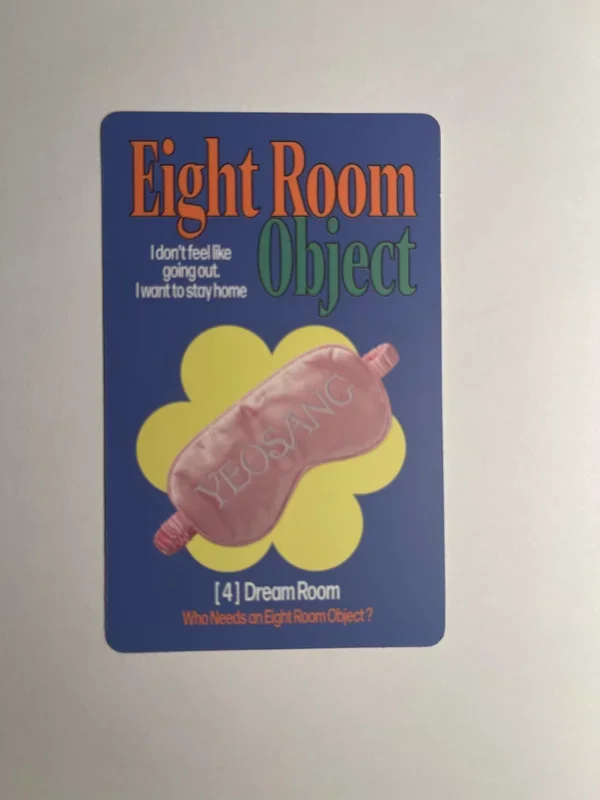 Eight Room
Object
I don't feel like
going out.
I want to stay home
YEOSANG
[4] Dream Room
Who Needs an Eight Room Object?